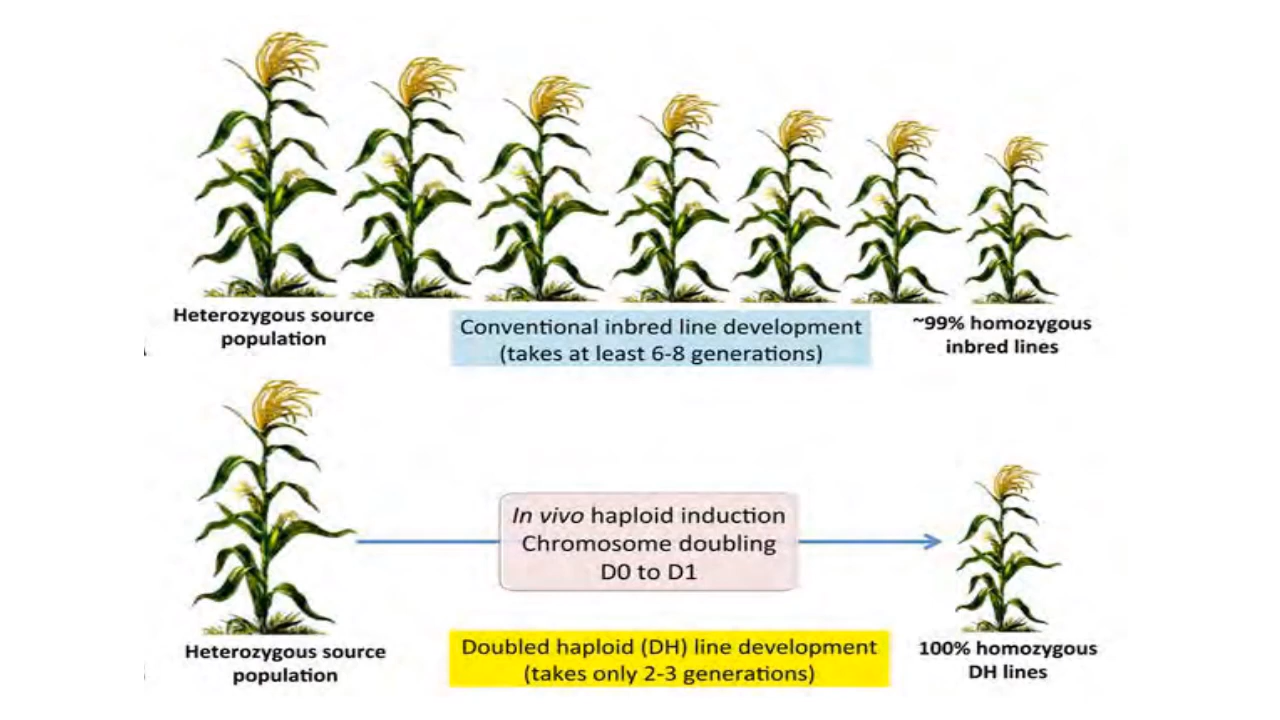 Heterozygous source
population
Conventional inbred line development
(takes at least 6-8 generations)
~99% homozygous
inbred lines
In vivo haploid induction
Chromosome doubling
D0 to D1
Heterozygous source
population
Doubled haploid (DH) line development
(takes only 2-3 generations)
100% homozygous
DH lines